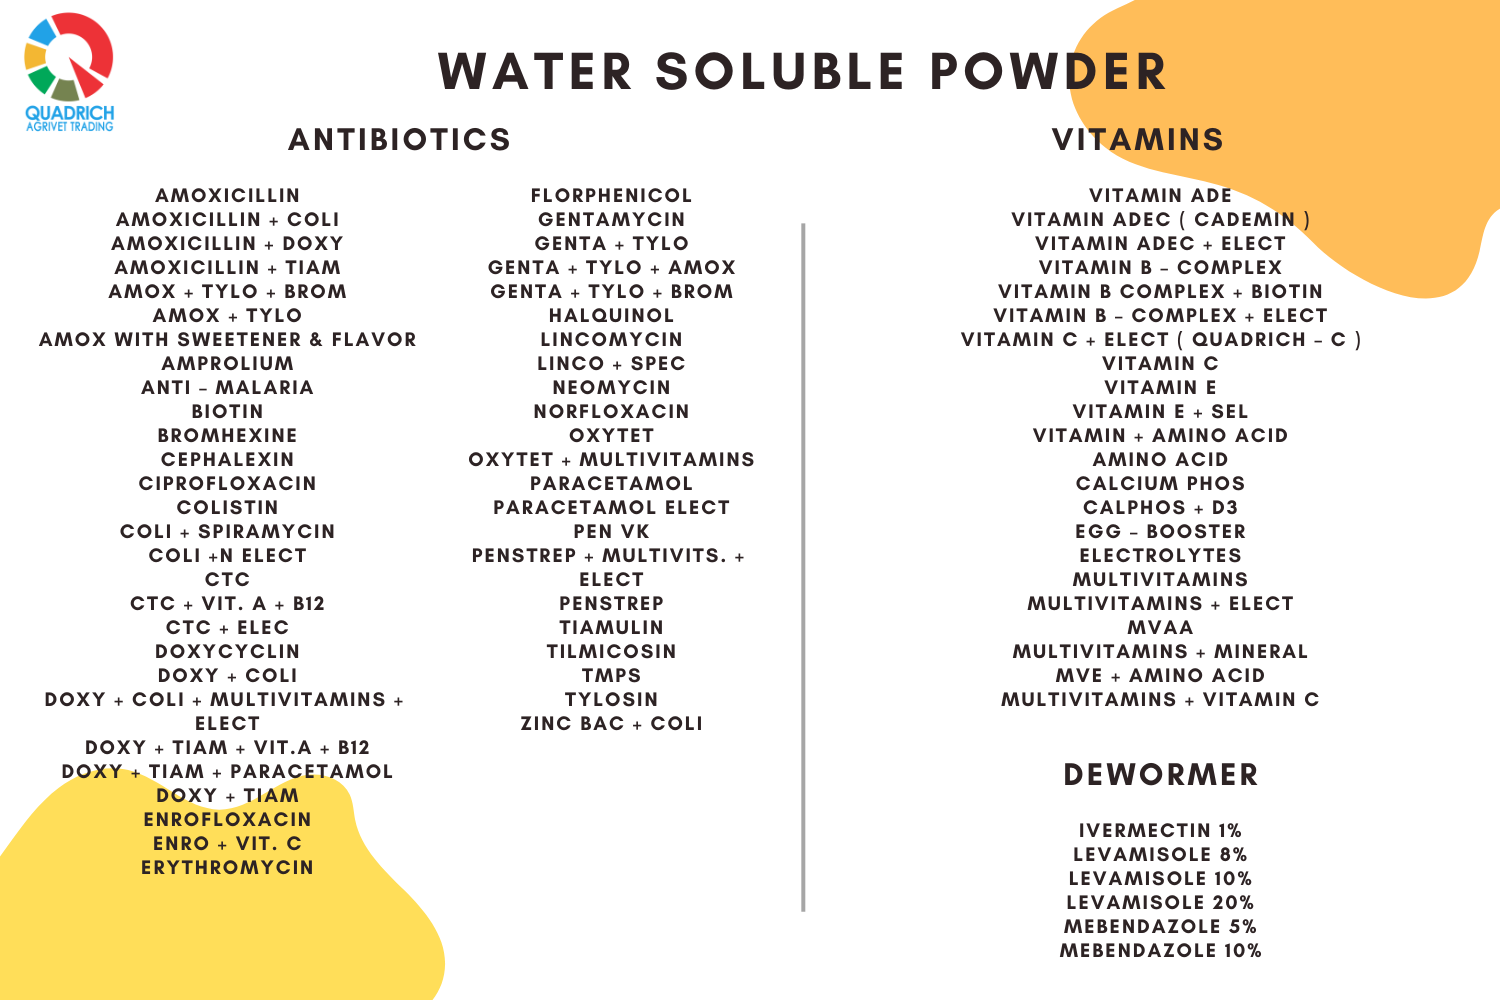 QUADRICH
AGRIVET TRADING
WATER SOLUBLE POWDER
ANTIBIOTICS
AMOXICILLIN
AMOXICILLIN + COLI
AMOXICILLIN + DOXY
AMOXICILLIN + TIAM
AMOX + TYLO + BROM
AMOX + TYLO
AMOX WITH SWEETENER & FLAVOR
AMPROLIUM
ANTI – MALARIA
BIOTIN
BROMHEXINE
CEPHALEXIN
CIPROFLOXACIN
COLISTIN
COLI + SPIRAMYCIN
COLI +N ELECT
CTC
CTC + VIT. A + B12
CTC + ELEC
DOXYCYCLIN
DOXY + COLI
DOXY + COLI + MULTIVITAMINS +
ELECT
DOXY + TIAM + VIT.A + B12
DOXY + TIAM + PARACETAMOL
DOXY + TIAM
ENROFLOXACIN
ENRO + VIT. C
ERYTHROMYCIN
FLORPHENICOL
GENTAMYCIN
GENTA + TYLO
GENTA + TYLO + AMOX
GENTA + TYLO + BROM
HALQUINOL
LINCOMYCIN
LINCO + SPEC
NEOMYCIN
NORFLOXACIN
OXYTET
OXYTET + MULTIVITAMINS
PARACETAMOL
PARACETAMOL ELECT
PEN VK
PENSTREP + MULTIVITS. +
ELECT
PENSTREP
TIAMULIN
TILMICOSIN
TMPS
TYLOSIN
ZINC BAC + COLI
VITAMINS
VITAMIN ADE
VITAMIN ADEC ( CADEMIN )
VITAMIN ADEC + ELECT
VITAMIN B – COMPLEX
VITAMIN B COMPLEX + BIOTIN
VITAMIN B – COMPLEX + ELECT
VITAMIN C + ELECT ( QUADRICH – C )
VITAMIN C
VITAMIN E
VITAMIN E + SEL
VITAMIN + AMINO ACID
AMINO ACID
CALCIUM PHOS
CALPHOS + D3
EGG – BOOSTER
ELECTROLYTES
MULTIVITAMINS
MULTIVITAMINS + ELECT
MVAA
MULTIVITAMINS + MINERAL
MVE + AMINO ACID
MULTIVITAMINS + VITAMIN C
DEWORMER
IVERMECTIN 1%
LEVAMISOLE 8%
LEVAMISOLE 10%
LEVAMISOLE 20%
MEBENDAZOLE 5%
MEBENDAZOLE 10%